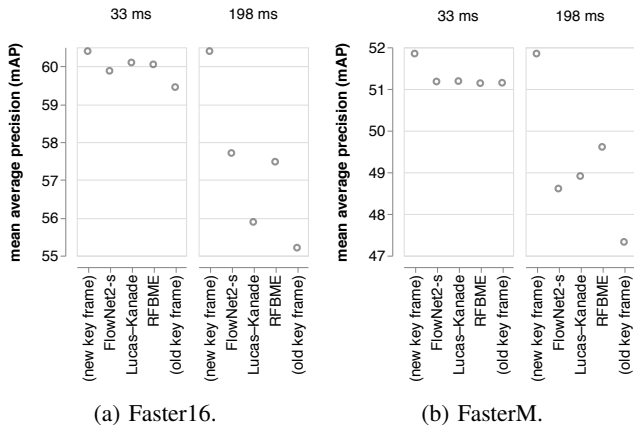 33 ms
198 ms
33 ms
198 ms
mean average precision (mAP)
60
59
58
57
56
55
(new key frame)
FlowNet2-s
Lucas–Kanade
RFBME
(old key frame)
(new key frame)
FlowNet2-s
Lucas–Kanade
RFBME
(old key frame)
mean average precision (mAP)
52
51
50
49
48
47
(new key frame)
FlowNet2-s
Lucas–Kanade
RFBME
(old key frame)
(new key frame)
FlowNet2-s
Lucas–Kanade
RFBME
(old key frame)
(a) Faster16.
(b) FasterM.